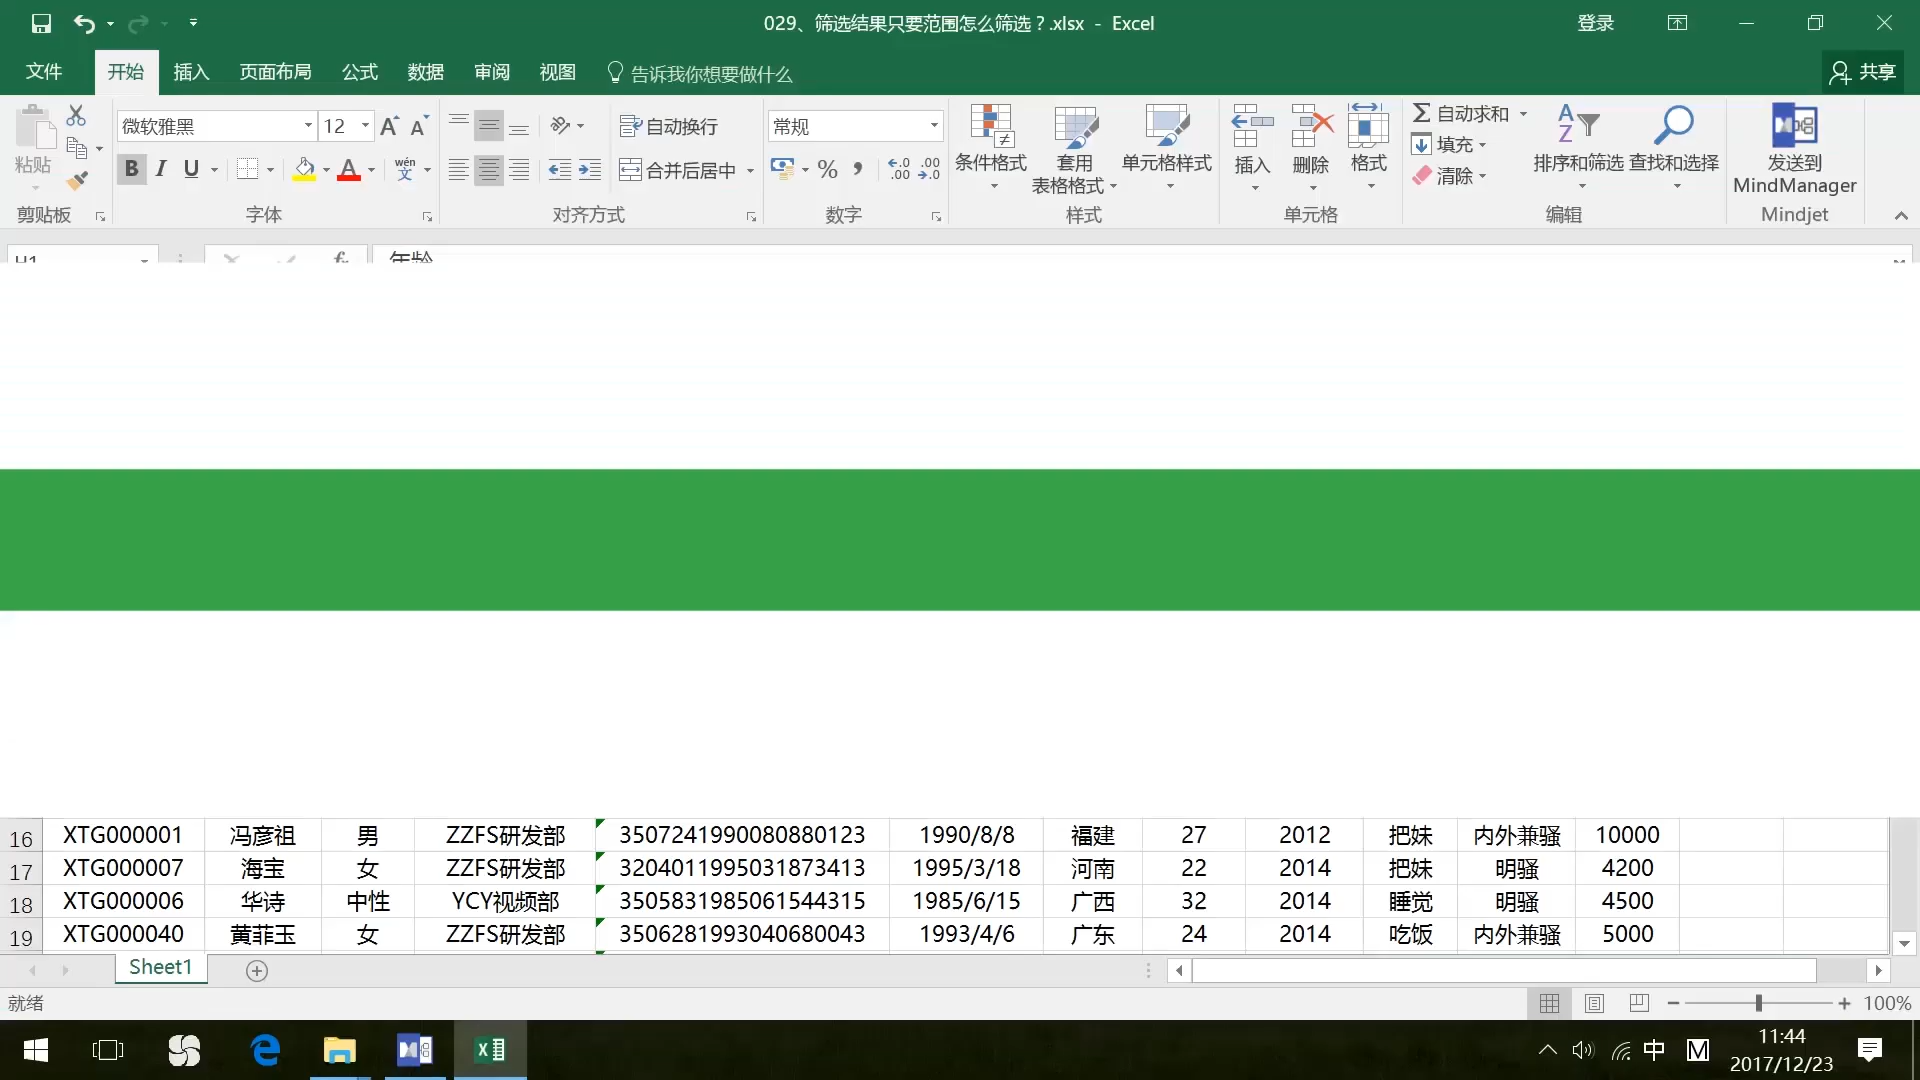 029、筛选结果只要范围怎么筛选？.xlsx - Excel
登录
文件 开始 插入 页面布局 公式 数据 审阅 视图 告诉我你想要做什么 共享
粘贴 微软雅黑 12 自动换行 常规 条件格式 套用 表格格式 单元格样式 插入 删除 格式 自动求和 填充 清除 排序和筛选 查找和选择 发送到 MindManager
B I U A wén 文 合并后居中 % , .00 .0
剪贴板 字体 对齐方式 数字 样式 单元格 编辑 Mindjet
H1 fx 年龄
16 XTG000001 冯彦祖 男 ZZFS研发部 3507241990080880123 1990/8/8 福建 27 2012 把妹 内外兼骚 10000
17 XTG000007 海宝 女 ZZFS研发部 3204011995031873413 1995/3/18 河南 22 2014 把妹 明骚 4200
18 XTG000006 华诗 中性 YCY视频部 3505831985061544315 1985/6/15 广西 32 2014 睡觉 明骚 4500
19 XTG000040 黄菲玉 女 ZZFS研发部 3506281993040680043 1993/4/6 广东 24 2014 吃饭 内外兼骚 5000
Sheet1
就绪 100%
中 M 11:44
2017/12/23